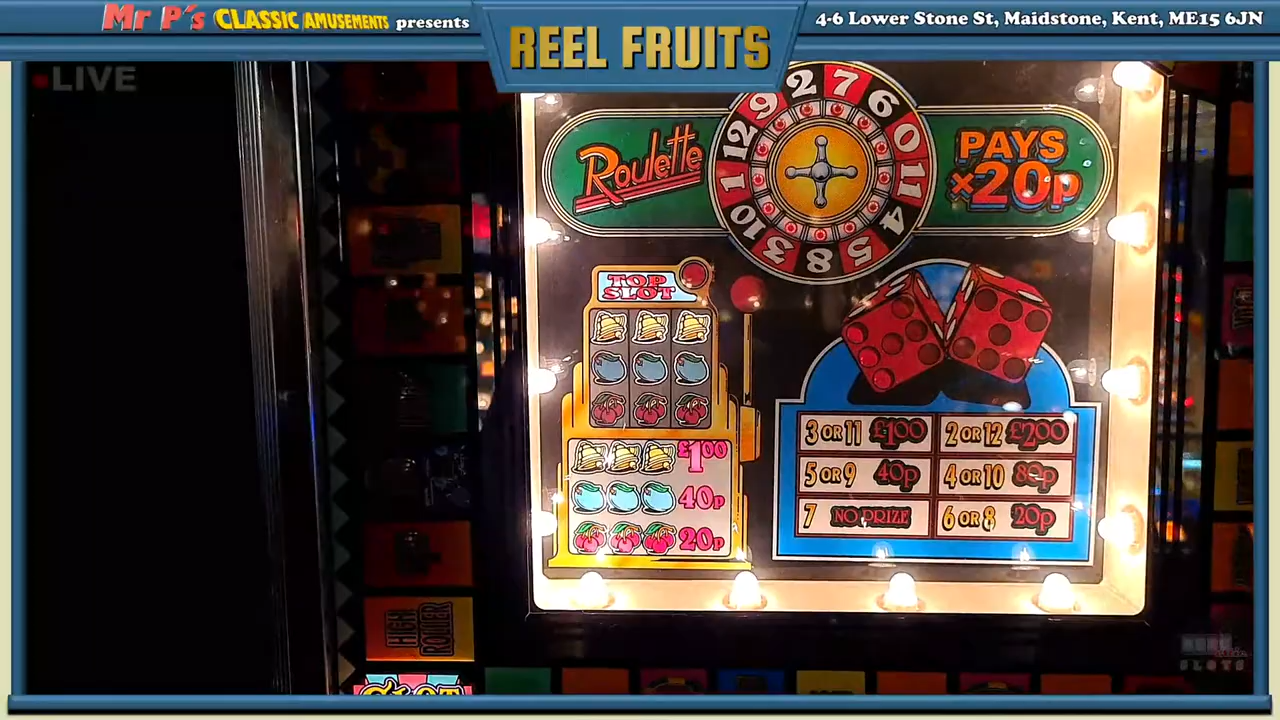 Mr P's CLASSIC AMUSEMENTS presents
REEL FRUITS
4-6 Lower Stone St, Maidstone, Kent, ME15 6JN
LIVE
Roulette
9 2 7 6 0 11 4 5 8 3 10 1 12
PAYS
x20p
TOP
SLOT
£1.00
40p
20p
3 OR 11 £1.00 2 OR 12 £2.00
5 OR 9 40p 4 OR 10 80p
7 NO PRIZE 6 OR 8 20p
HIGH
ROLLER
SLOT
SLOTS